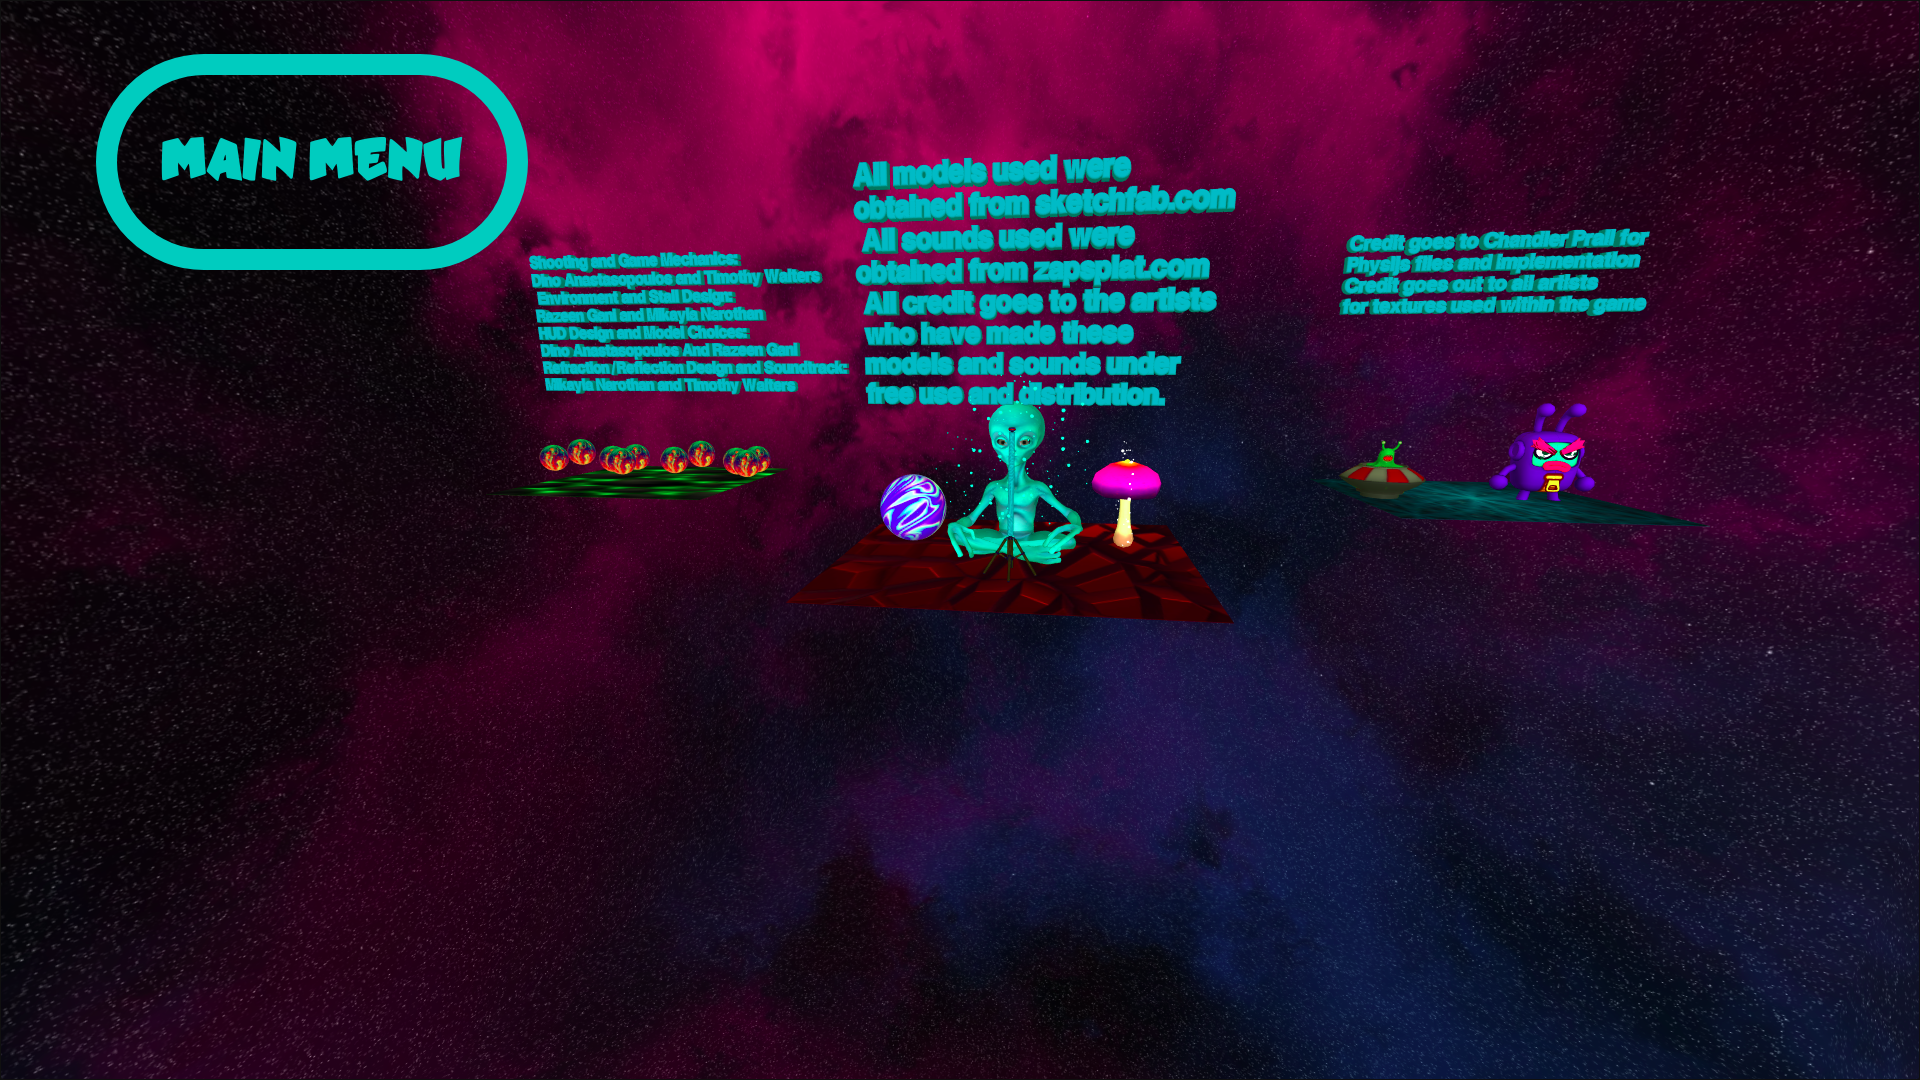 MAIN MENU
Shooting and Game Mechanics:
Dino Anastasopoulos and Timothy Wolters
Environment and Stall Design:
Razeen Gani and Mikayla Nerothan
HUD Design and Model Choices:
Dino Anastasopoulos And Razeen Gani
Refraction/Reflection Design and Soundtrack:
Mikayla Nerothan and Timothy Wolters
All models used were
obtained from sketchfab.com
All sounds used were
obtained from zapsplat.com
All credit goes to the artists
who have made these
models and sounds under
free use and distribution.
Credit goes to Chandler Prall for
Physijs files and implementation
Credit goes out to all artists
for textures used within the game